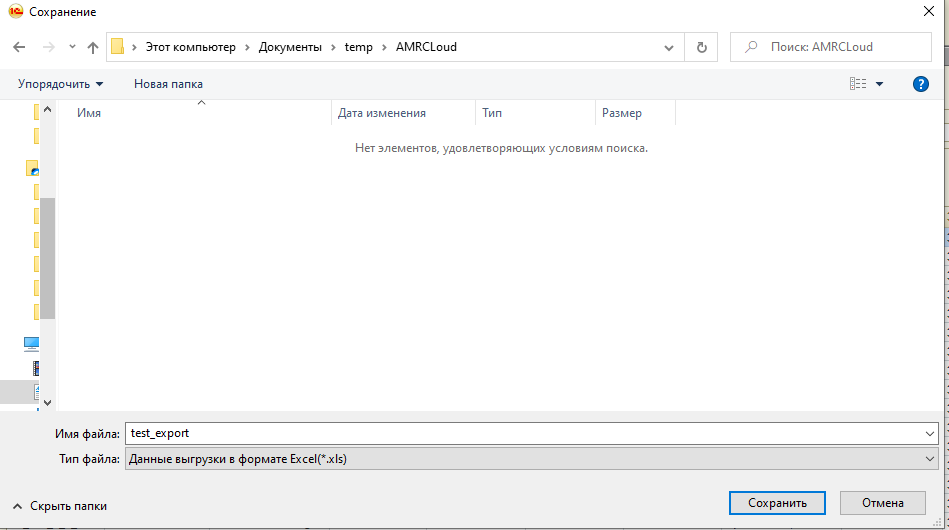 Сохранение
Этот компьютер > Документы > temp > AMRCLoud
Поиск: AMRCLoud
Упорядочить
Новая папка
?
Имя
Дата изменения
Тип
Размер
Нет элементов, удовлетворяющих условиям поиска.
Имя файла: test_export
Тип файла: Данные выгрузки в формате Excel(*.xls)
Скрыть папки
Сохранить
Отмена